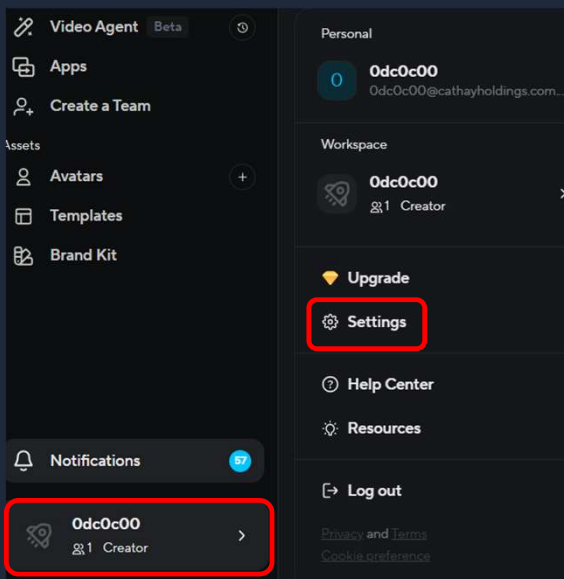 Video Agent Beta
Apps
Create a Team
Assets
Avatars
Templates
Brand Kit
Notifications 57
0dc0c00
1 Creator
Personal
O
0dc0c00
0dc0c00@cathayholdings.com...
Workspace
0dc0c00
1 Creator
Upgrade
Settings
Help Center
Resources
Log out
Privacy and Terms
Cookie preference